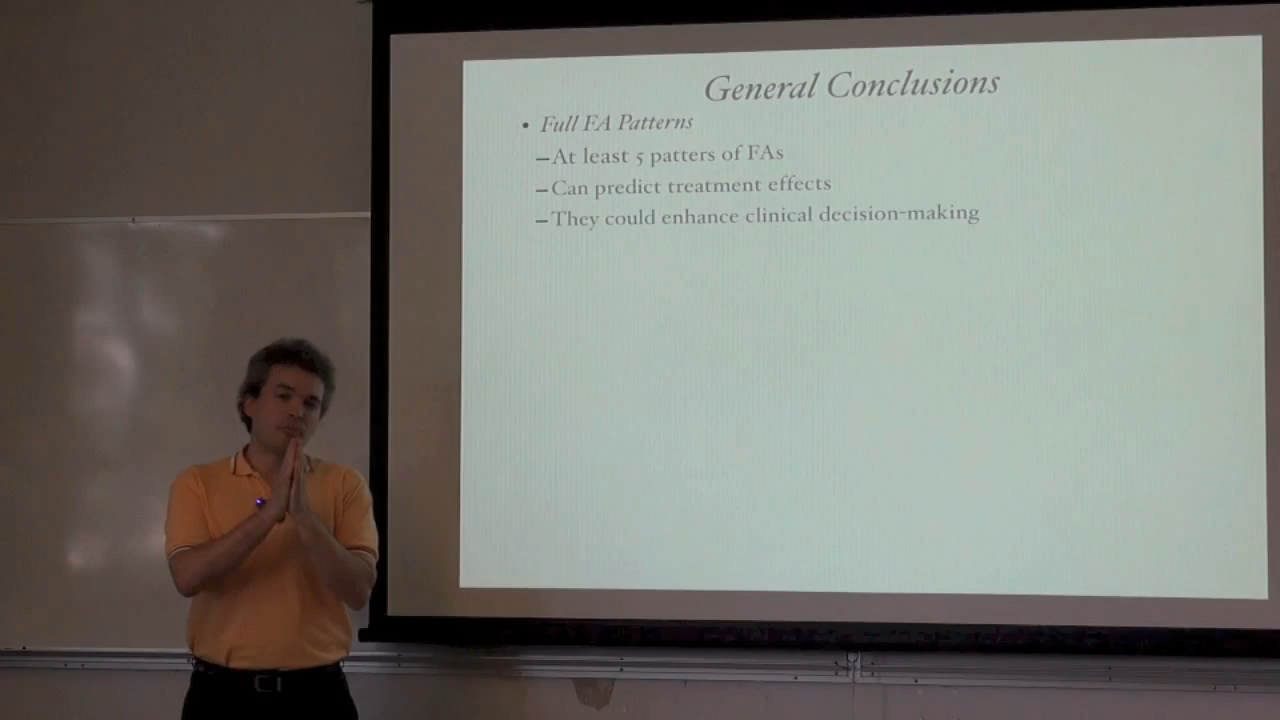 General Conclusions
• Full FA Patterns
–At least 5 patters of FAs
–Can predict treatment effects
–They could enhance clinical decision-making